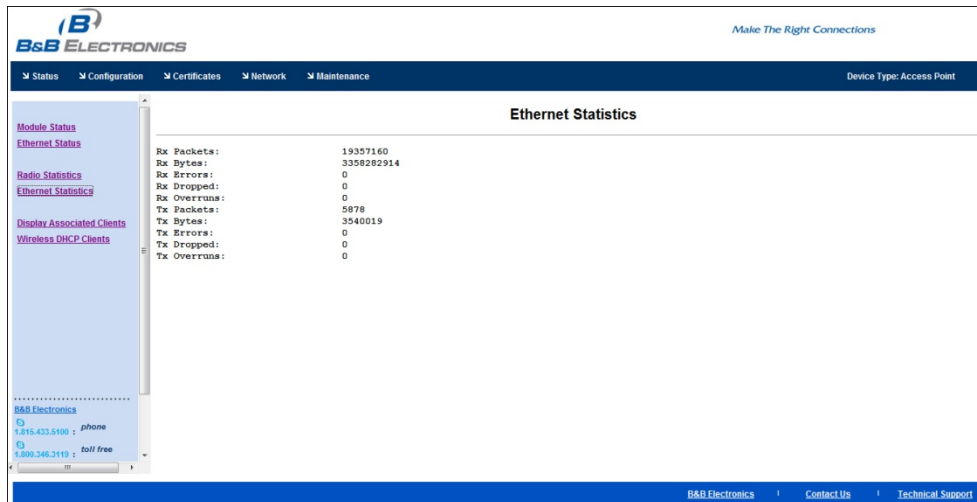 B
B&B ELECTRONICS
Make The Right Connections
Status Configuration Certificates Network Maintenance Device Type: Access Point
Module Status
Ethernet Status
Radio Statistics
Ethernet Statistics
Display Associated Clients
Wireless DHCP Clients
B&B Electronics
1.815.433.5100 : phone
1.800.346.3119 : toll free
Ethernet Statistics
Rx Packets: 19357160
Rx Bytes: 3358282914
Rx Errors: 0
Rx Dropped: 0
Rx Overruns: 0
Tx Packets: 5878
Tx Bytes: 3540019
Tx Errors: 0
Tx Dropped: 0
Tx Overruns: 0
B&B Electronics | Contact Us | Technical Support